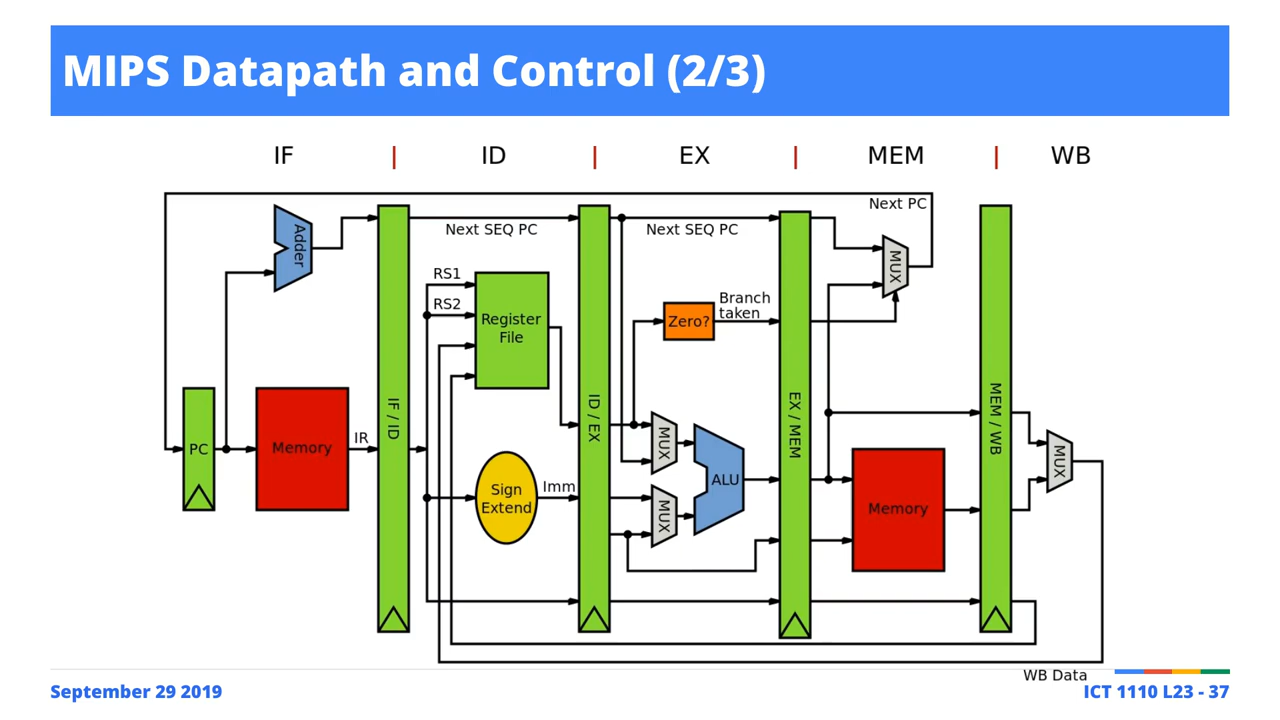 MIPS Datapath and Control (2/3)
IF | ID | EX | MEM | WB
Next PC
Adder
Next SEQ PC
Next SEQ PC
MUX
RS1
RS2
Register
File
Zero?
Branch
taken
PC
Memory
IR
IF / ID
ID / EX
EX / MEM
MEM / WB
MUX
MUX
ALU
MUX
Sign
Extend
Imm
Memory
MUX
WB Data
September 29 2019
ICT 1110 L23 - 37